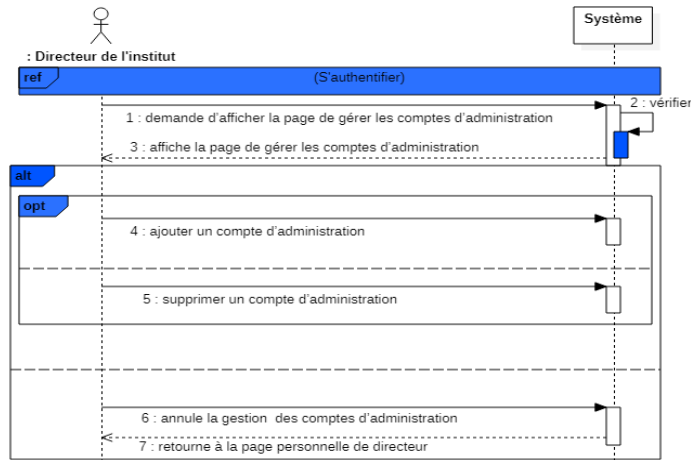 Système
: Directeur de l'institut
ref
(S'authentifier)
2 : vérifier
1 : demande d'afficher la page de gérer les comptes d'administration
3 : affiche la page de gérer les comptes d'administration
alt
opt
4 : ajouter un compte d'administration
5 : supprimer un compte d'administration
6 : annule la gestion des comptes d'administration
7 : retourne à la page personnelle de directeur